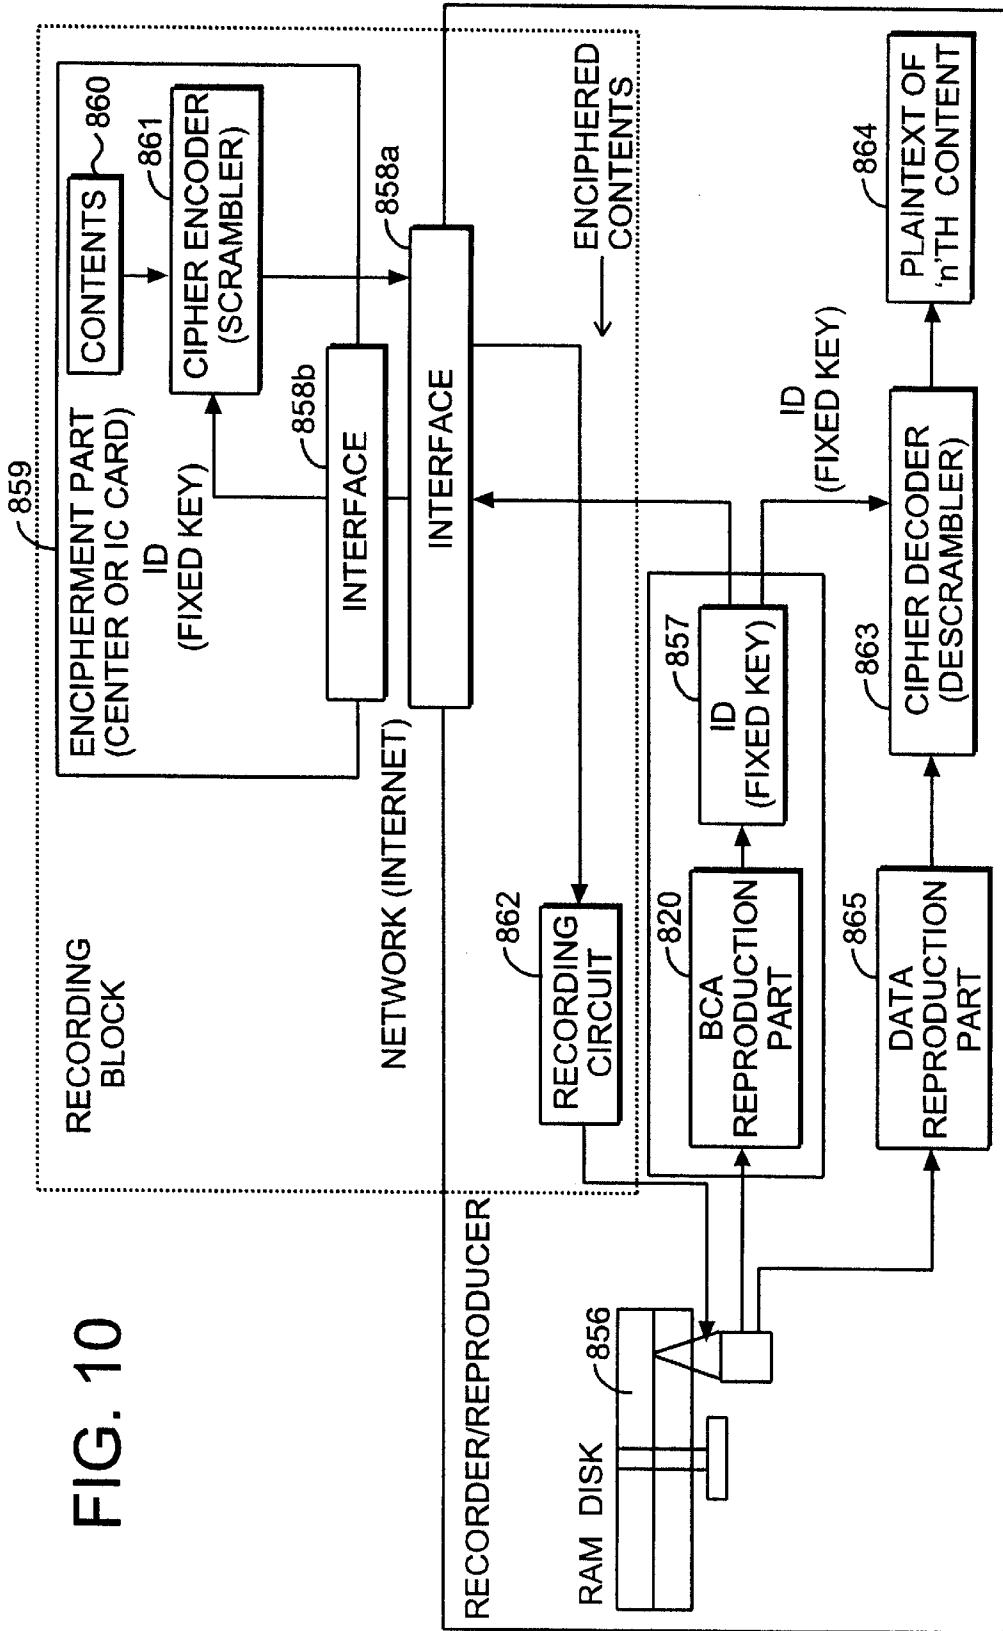 FIG. 10
RECORDING
BLOCK
859
ENCIPHERMENT PART
(CENTER OR IC CARD)
CONTENTS
860
ID
(FIXED KEY)
861
CIPHER ENCODER
(SCRAMBLER)
858b
INTERFACE
NETWORK (INTERNET)
858a
INTERFACE
RECORDER/REPRODUCER
862
RECORDING
CIRCUIT
ENCIPHERED
CONTENTS
RAM DISK
856
820
BCA
REPRODUCTION
PART
857
ID
(FIXED KEY)
ID
(FIXED KEY)
865
DATA
REPRODUCTION
PART
863
CIPHER DECODER
(DESCRAMBLER)
864
PLAINTEXT OF
'n'TH CONTENT